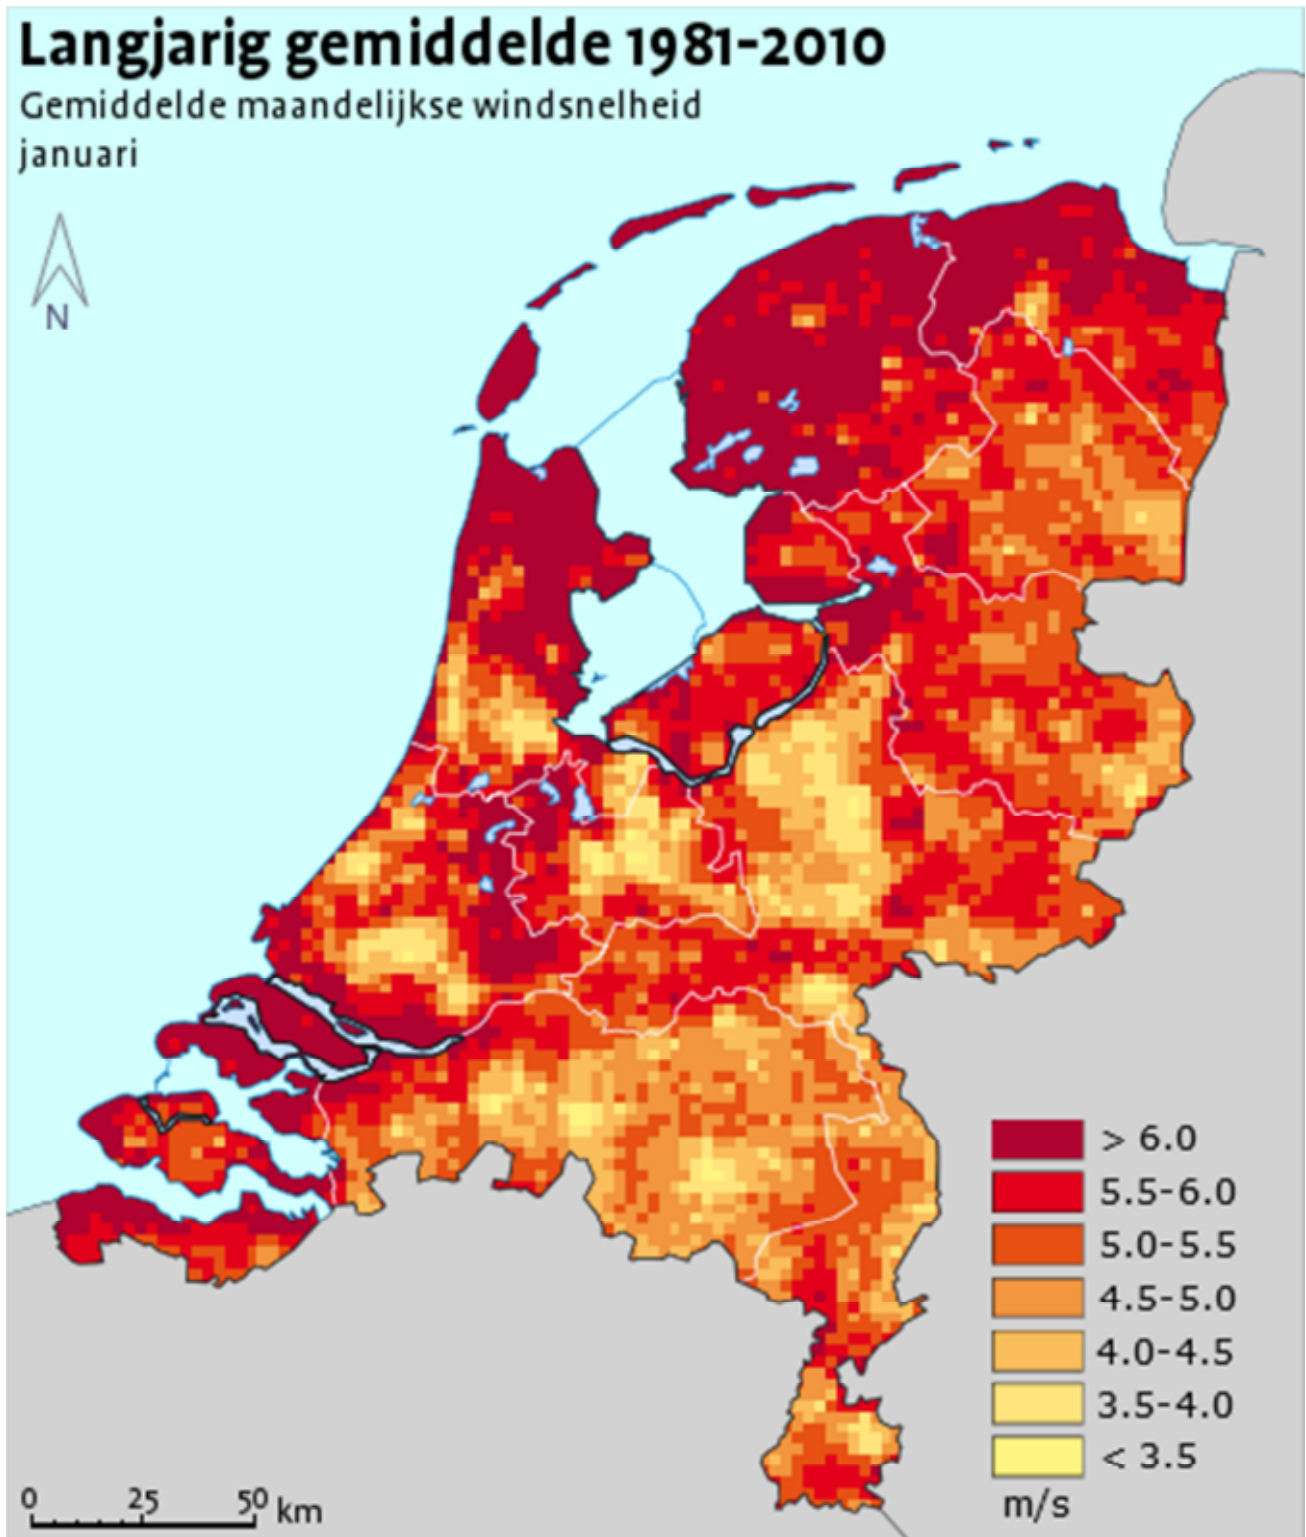 Langjarig gemiddelde 1981-2010
Gemiddelde maandelijkse windsnelheid
januari
N
> 6.0
5.5-6.0
5.0-5.5
4.5-5.0
4.0-4.5
3.5-4.0
< 3.5
m/s
0 25 50 km